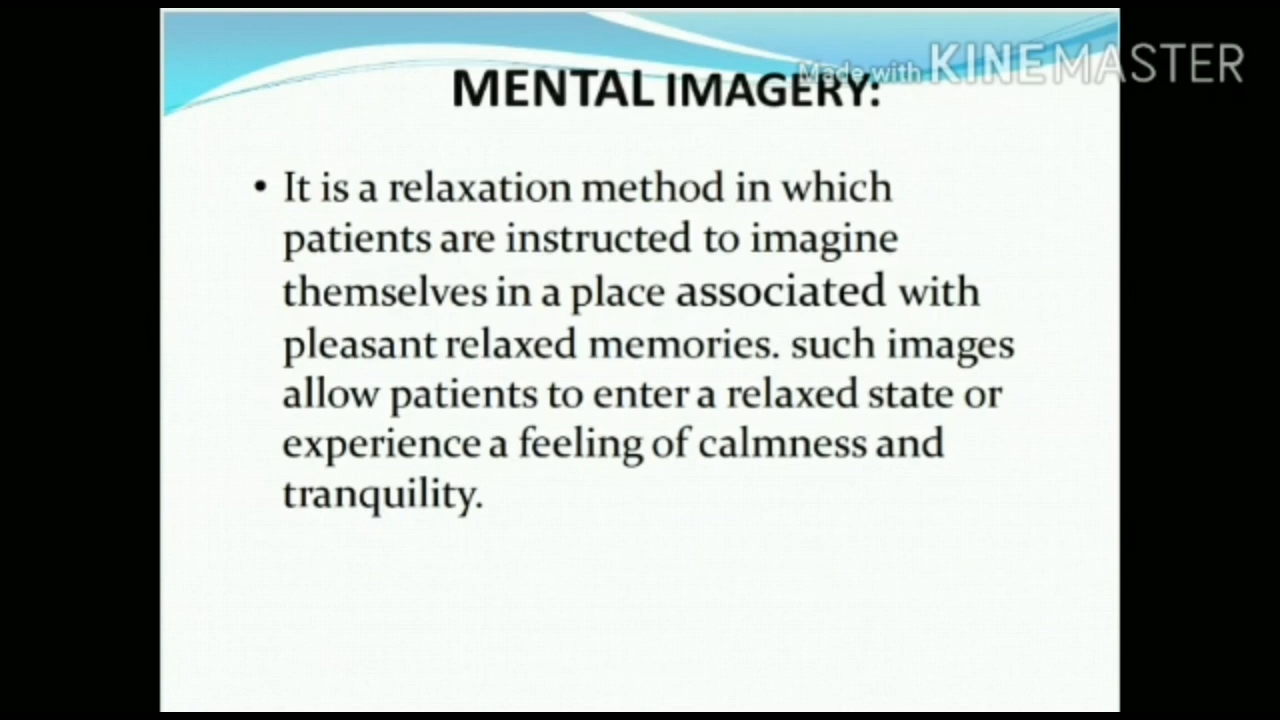 Made with KINEMASTER
MENTAL IMAGERY:
• It is a relaxation method in which
patients are instructed to imagine
themselves in a place associated with
pleasant relaxed memories. such images
allow patients to enter a relaxed state or
experience a feeling of calmness and
tranquility.